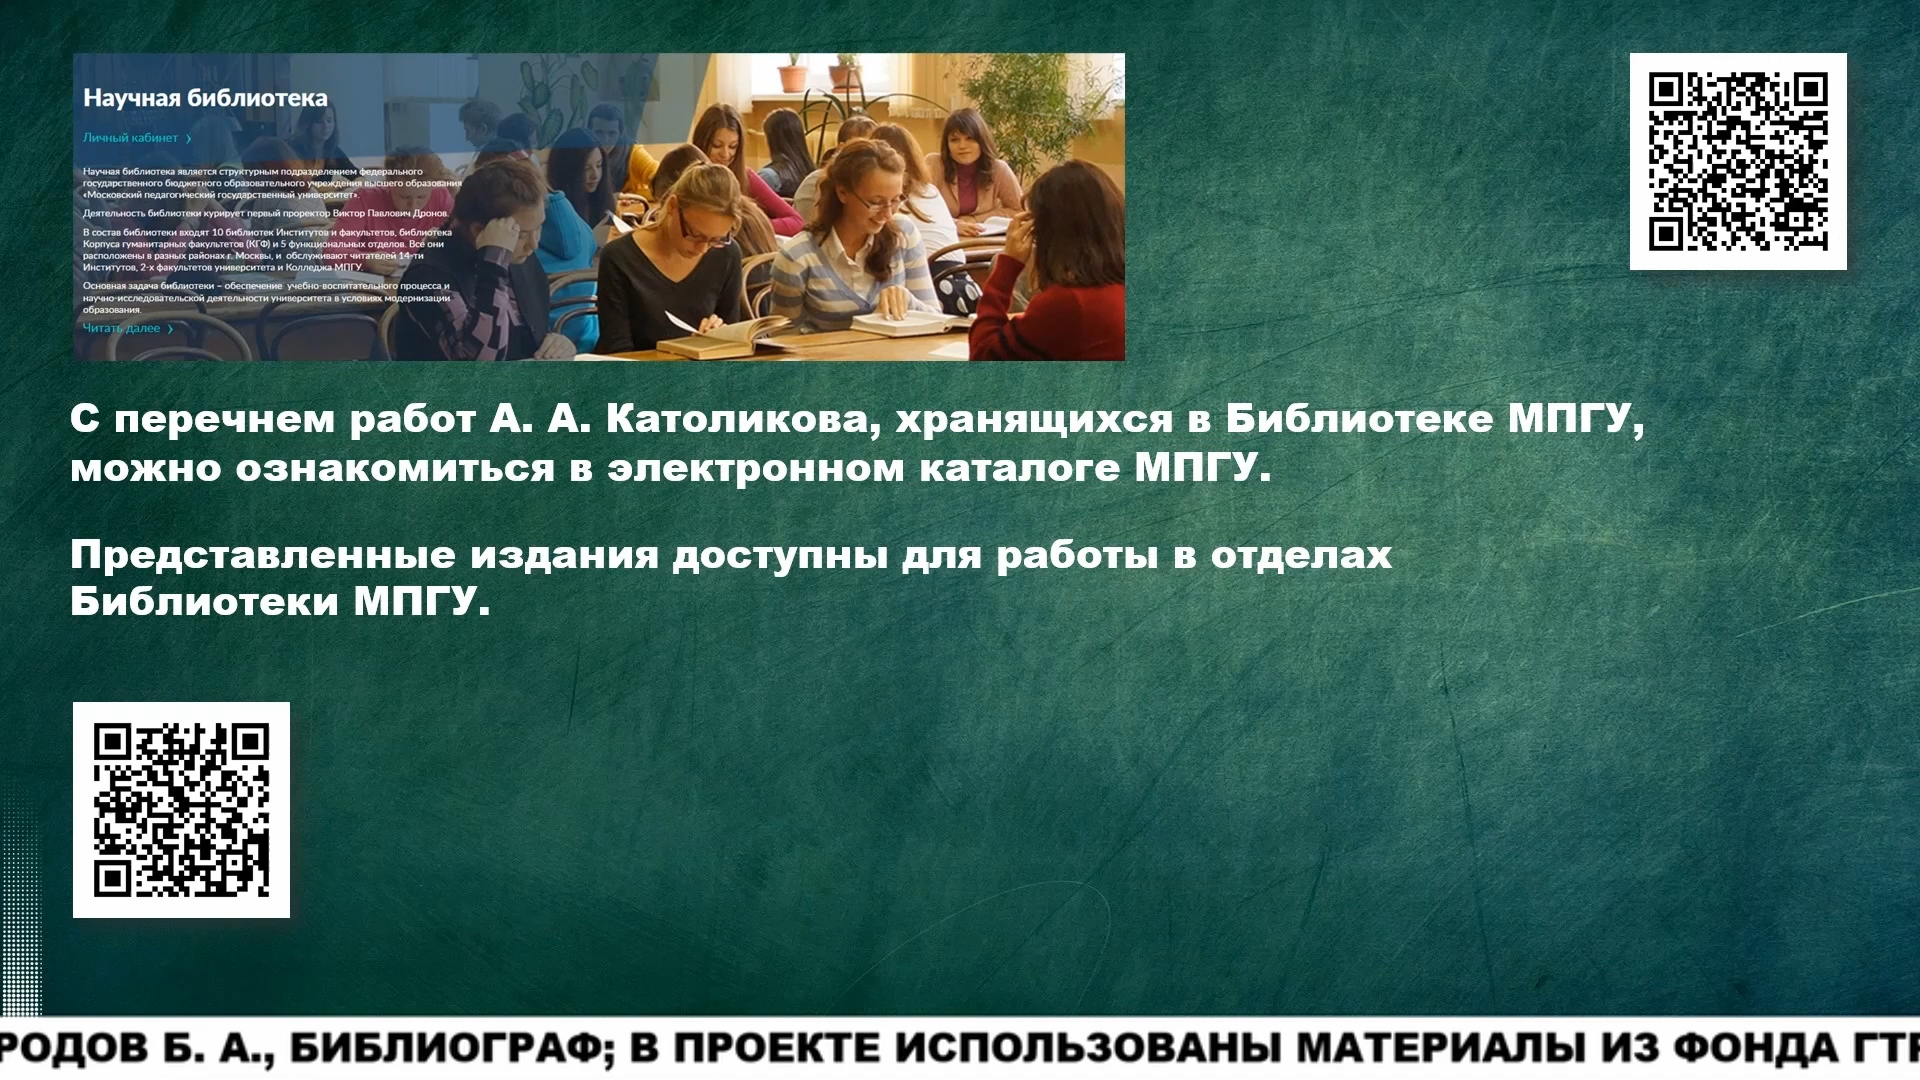 Научная библиотека
Личный кабинет ›
Научная библиотека является структурным подразделением федерального
государственного бюджетного образовательного учреждения высшего образования
«Московский педагогический государственный университет».
Деятельность библиотеки курирует первый проректор Виктор Павлович Дронов.
В состав библиотеки входят 10 библиотек Институтов и факультетов, библиотека
Корпуса гуманитарных факультетов (КГФ) и 5 функциональных отделов. Все они
расположены в разных районах г. Москвы, и обслуживают читателей 14-ти
Институтов, 2-х факультетов университета и Колледжа МПГУ.
Основная задача библиотеки – обеспечение учебно-воспитательного процесса и
научно-исследовательской деятельности университета в условиях модернизации
образования.
Читать далее ›
С перечнем работ А. А. Католикова, хранящихся в Библиотеке МПГУ,
можно ознакомиться в электронном каталоге МПГУ.
Представленные издания доступны для работы в отделах
Библиотеки МПГУ.
РОДОВ Б. А., БИБЛИОГРАФ; В ПРОЕКТЕ ИСПОЛЬЗОВАНЫ МАТЕРИАЛЫ ИЗ ФОНДА ГТР